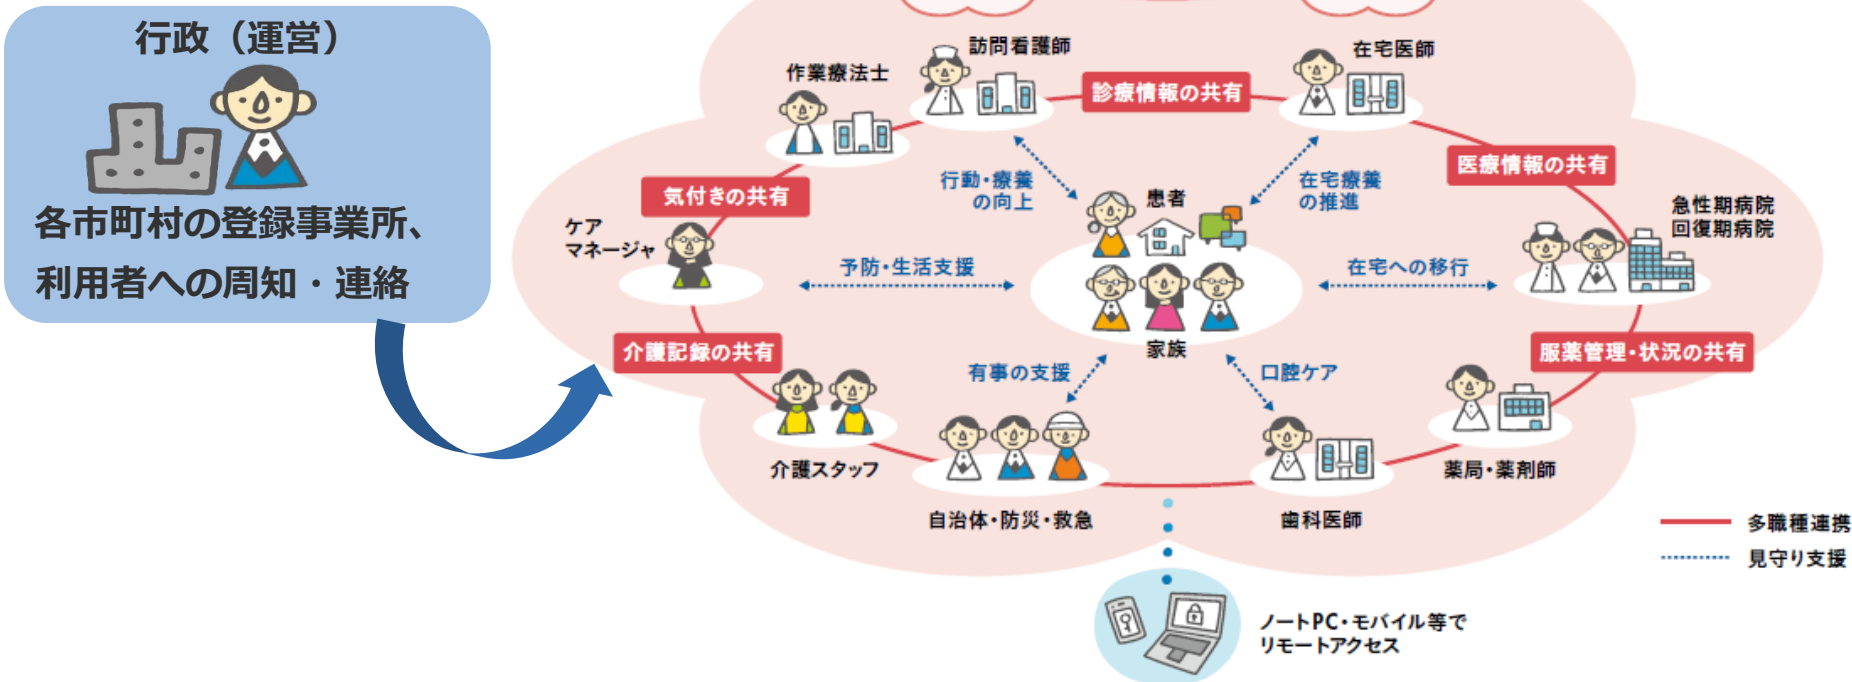 行政（運営）
各市町村の登録事業所、
利用者への周知・連絡
訪問看護師
在宅医師
作業療法士
診療情報の共有
医療情報の共有
気付きの共有
行動・療養
の向上
患者
在宅療養
の推進
急性期病院
回復期病院
ケア
マネージャ
予防・生活支援
在宅への移行
家族
介護記録の共有
服薬管理・状況の共有
有事の支援
口腔ケア
介護スタッフ
薬局・薬剤師
自治体・防災・救急
歯科医師
多職種連携
見守り支援
ノートPC・モバイル等で
リモートアクセス